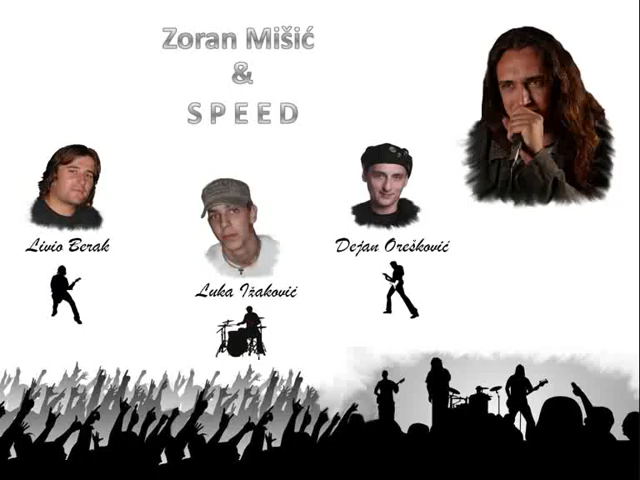 Zoran Mišić
&
SPEED
Livio Berak
Luka Ižaković
Dejan Orešković